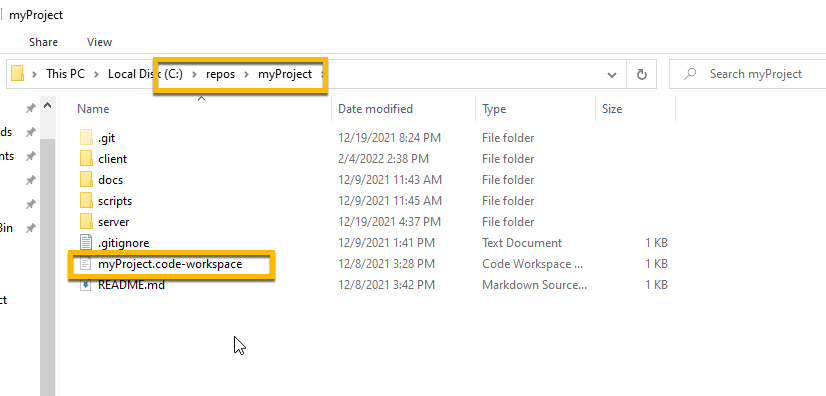 myProject
Share View
This PC > Local Disk (C:) > repos > myProject >
Search myProject
Name Date modified Type Size
.git 12/19/2021 8:24 PM File folder
client 2/4/2022 2:38 PM File folder
docs 12/9/2021 11:43 AM File folder
scripts 12/9/2021 11:45 AM File folder
server 12/19/2021 4:37 PM File folder
.gitignore 12/9/2021 1:41 PM Text Document 1 KB
myProject.code-workspace 12/8/2021 3:28 PM Code Workspace ... 1 KB
README.md 12/8/2021 3:42 PM Markdown Source... 1 KB
ds
nts
Bin
ct